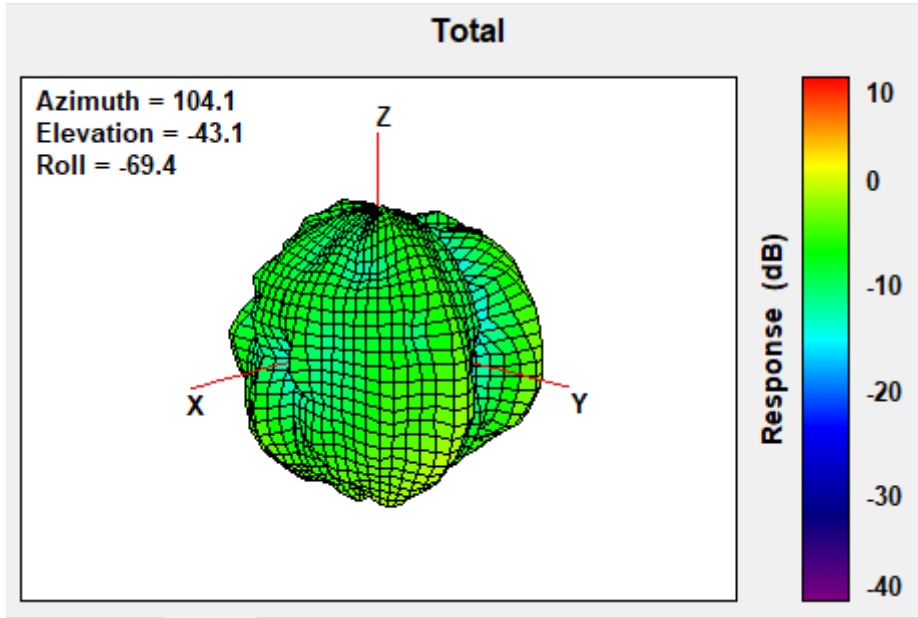 Total
Azimuth = 104.1
Elevation = -43.1
Roll = -69.4
Z
X
Y
10
0
-10
-20
-30
-40
Response (dB)